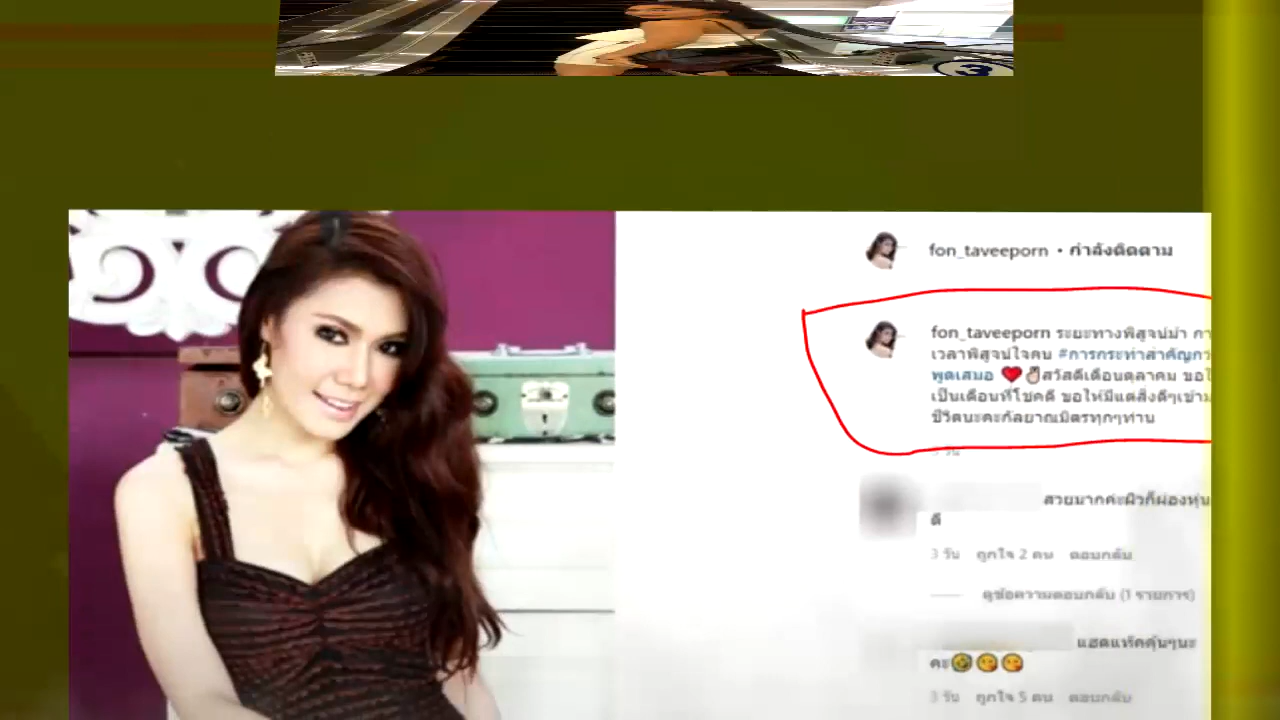 3
fon_taveeporn • กำลังติดตาม
fon_taveeporn ระยะทางพิสูจน์ม้า กา
เวลาพิสูจน์ใจคน #การกระทำสำคัญกว
พูดเสมอ ❤️✌🏻สวัสดีเดือนตุลาคม ขอใ
เป็นเดือนที่โชคดี ขอให้มีแต่สิ่งดีๆเข้าม
ชีวิตนะคะกัลยาณมิตรทุกๆท่าน
3 วัน
สวยมากค่ะผิวก็ผ่องหุ่น
ดี
3 วัน ถูกใจ 2 คน ตอบกลับ
ดูข้อความตอบกลับ (1 รายการ)
แฮดแท็รคคุ้นๆนะ
คะ🤣😋😋
3 วัน ถูกใจ 5 คน ตอบกลับ